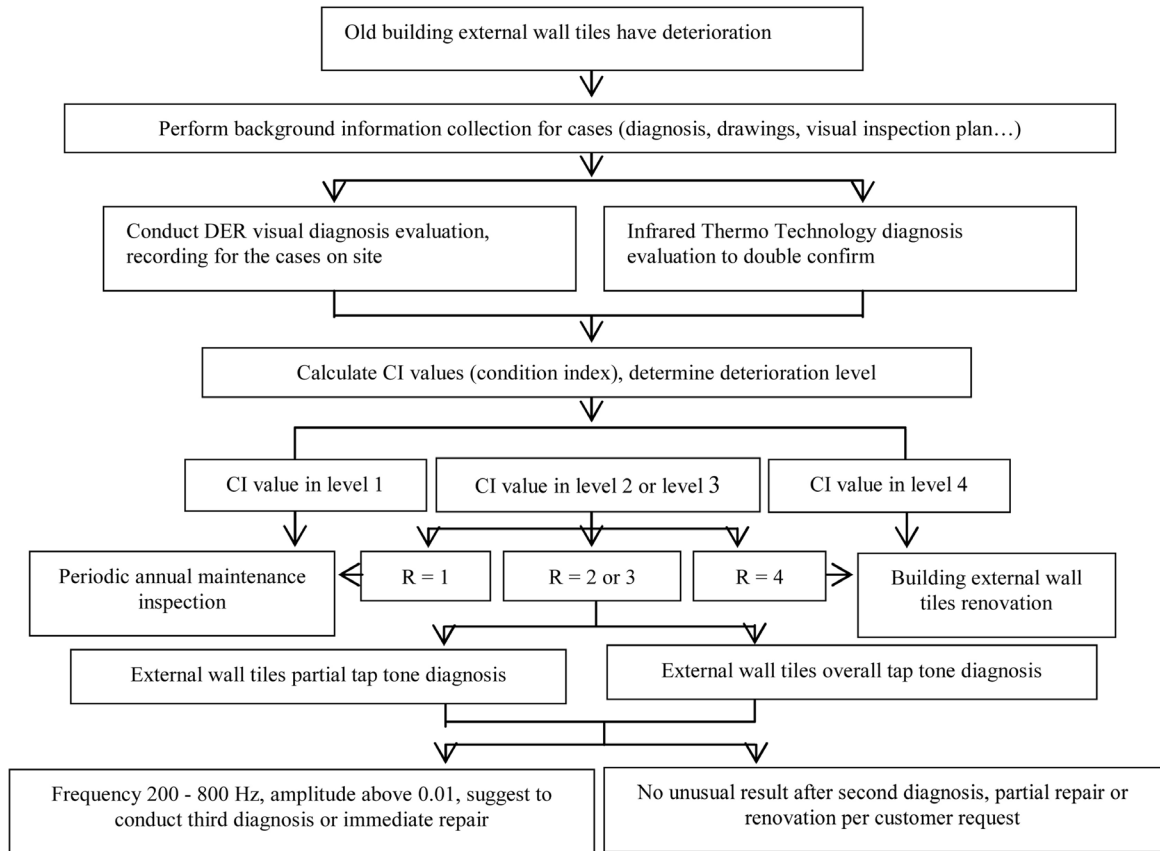 Old building external wall tiles have deterioration
Perform background information collection for cases (diagnosis, drawings, visual inspection plan…)
Conduct DER visual diagnosis evaluation,
recording for the cases on site
Infrared Thermo Technology diagnosis
evaluation to double confirm
Calculate CI values (condition index), determine deterioration level
CI value in level 1
CI value in level 2 or level 3
CI value in level 4
Periodic annual maintenance
inspection
R = 1
R = 2 or 3
R = 4
Building external wall
tiles renovation
External wall tiles partial tap tone diagnosis
External wall tiles overall tap tone diagnosis
Frequency 200 - 800 Hz, amplitude above 0.01, suggest to
conduct third diagnosis or immediate repair
No unusual result after second diagnosis, partial repair or
renovation per customer request